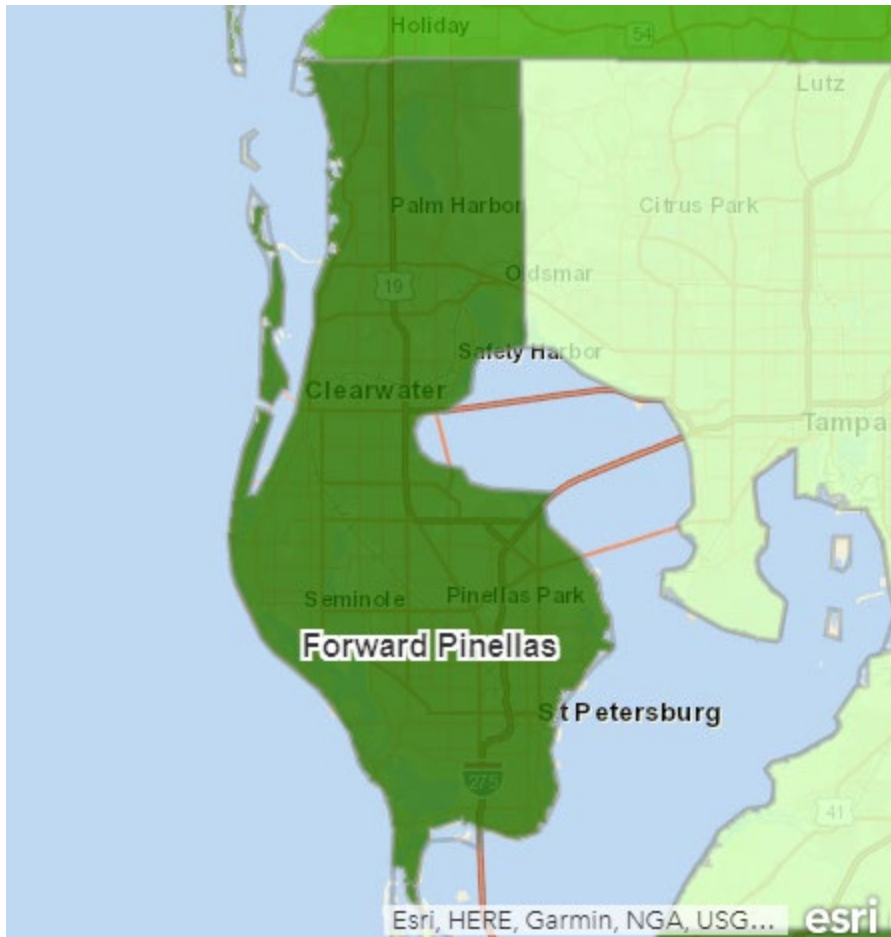 Holiday
54
Lutz
Palm Harbor
Citrus Park
Oldsmar
19
Safety Harbor
Clearwater
Tampa
Seminole
Pinellas Park
Forward Pinellas
St Petersburg
275
41
Esri, HERE, Garmin, NGA, USG...
esri